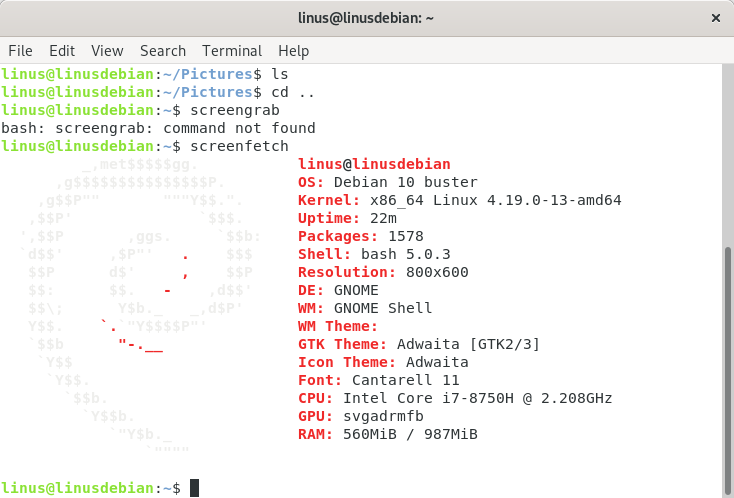 linus@linusdebian: ~
File Edit View Search Terminal Help
linus@linusdebian:~/Pictures$ ls
linus@linusdebian:~/Pictures$ cd ..
linus@linusdebian:~$ screengrab
bash: screengrab: command not found
linus@linusdebian:~$ screenfetch
         _,met$$$$$gg.           linus@linusdebian
      ,g$$$$$$$$$$$$$$$P.        OS: Debian 10 buster
    ,g$$P""       """Y$$.".      Kernel: x86_64 Linux 4.19.0-13-amd64
   ,$$P'              `$$$.      Uptime: 22m
  ',$$P       ,ggs.     `$$b:    Packages: 1578
  `d$$'     ,$P"'   .    $$$     Shell: bash 5.0.3
   $$P      d$'     ,    $$P     Resolution: 800x600
   $$:      $$.   -    ,d$$'     DE: GNOME
   $$\;      Y$b._   _,d$P'      WM: GNOME Shell
   Y$$.    `.`"Y$$$$P"'          WM Theme:
   `$$b      "-.__               GTK Theme: Adwaita [GTK2/3]
    `Y$$                         Icon Theme: Adwaita
     `Y$$.                       Font: Cantarell 11
       `$$b.                     CPU: Intel Core i7-8750H @ 2.208GHz
         `Y$$b.                  GPU: svgadrmfb
            `"Y$b._              RAM: 560MiB / 987MiB
                `""""
linus@linusdebian:~$